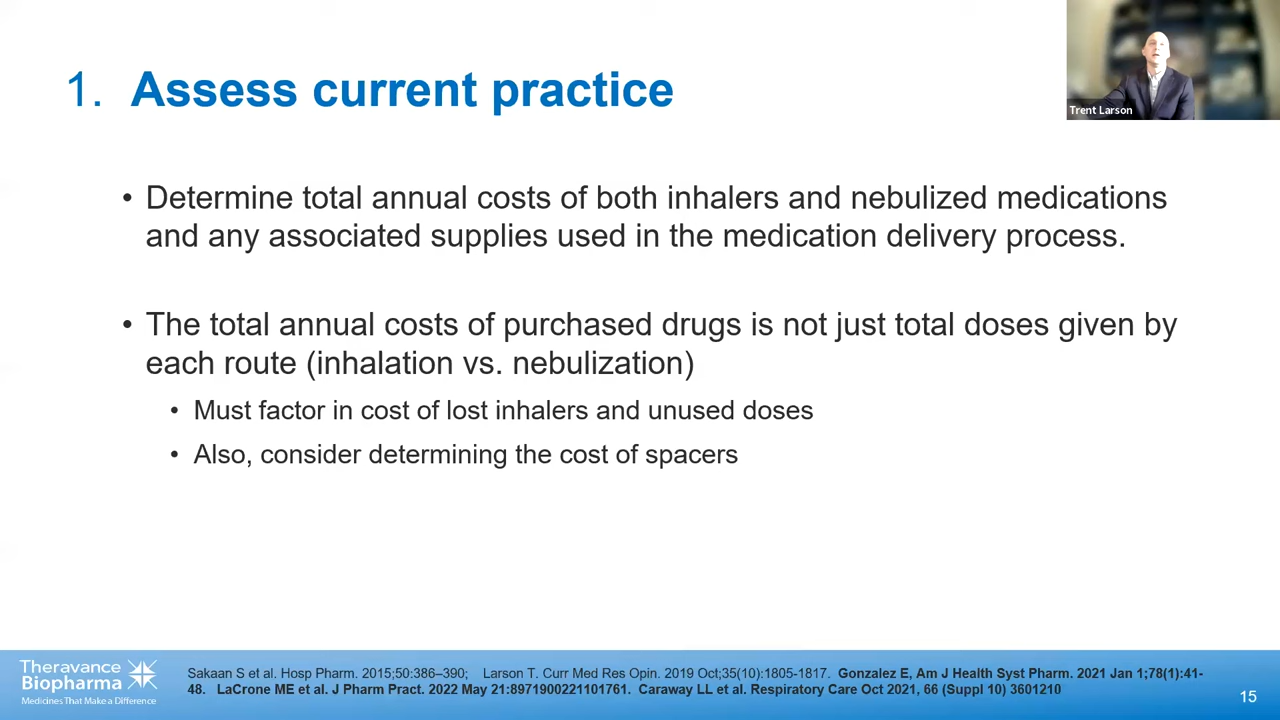 1. Assess current practice
Trent Larson
• Determine total annual costs of both inhalers and nebulized medications
and any associated supplies used in the medication delivery process.
• The total annual costs of purchased drugs is not just total doses given by
each route (inhalation vs. nebulization)
• Must factor in cost of lost inhalers and unused doses
• Also, consider determining the cost of spacers
Theravance
Biopharma
Medicines That Make a Difference
Sakaan S et al. Hosp Pharm. 2015;50:386–390; Larson T. Curr Med Res Opin. 2019 Oct;35(10):1805-1817. Gonzalez E, Am J Health Syst Pharm. 2021 Jan 1;78(1):41-
48. LaCrone ME et al. J Pharm Pract. 2022 May 21:8971900221101761. Caraway LL et al. Respiratory Care Oct 2021, 66 (Suppl 10) 3601210
15